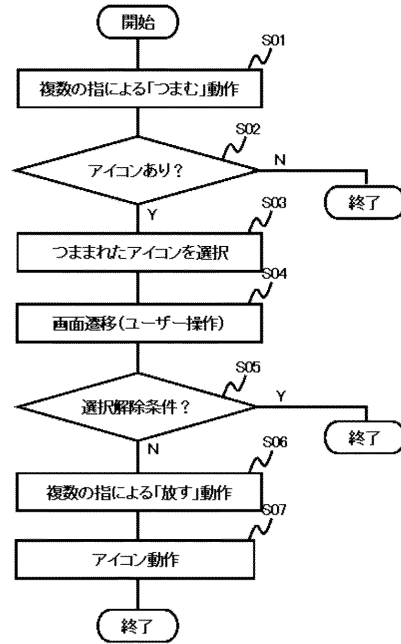 開始
S01
複数の指による「つまむ」動作
S02
アイコンあり？
N
終了
Y
S03
つままれたアイコンを選択
S04
画面遷移(ユーザー操作)
S05
選択解除条件？
Y
終了
N
S06
複数の指による「放す」動作
S07
アイコン動作
終了